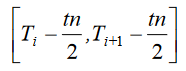 [T_i − tn/2, T_{i+1} − tn/2]